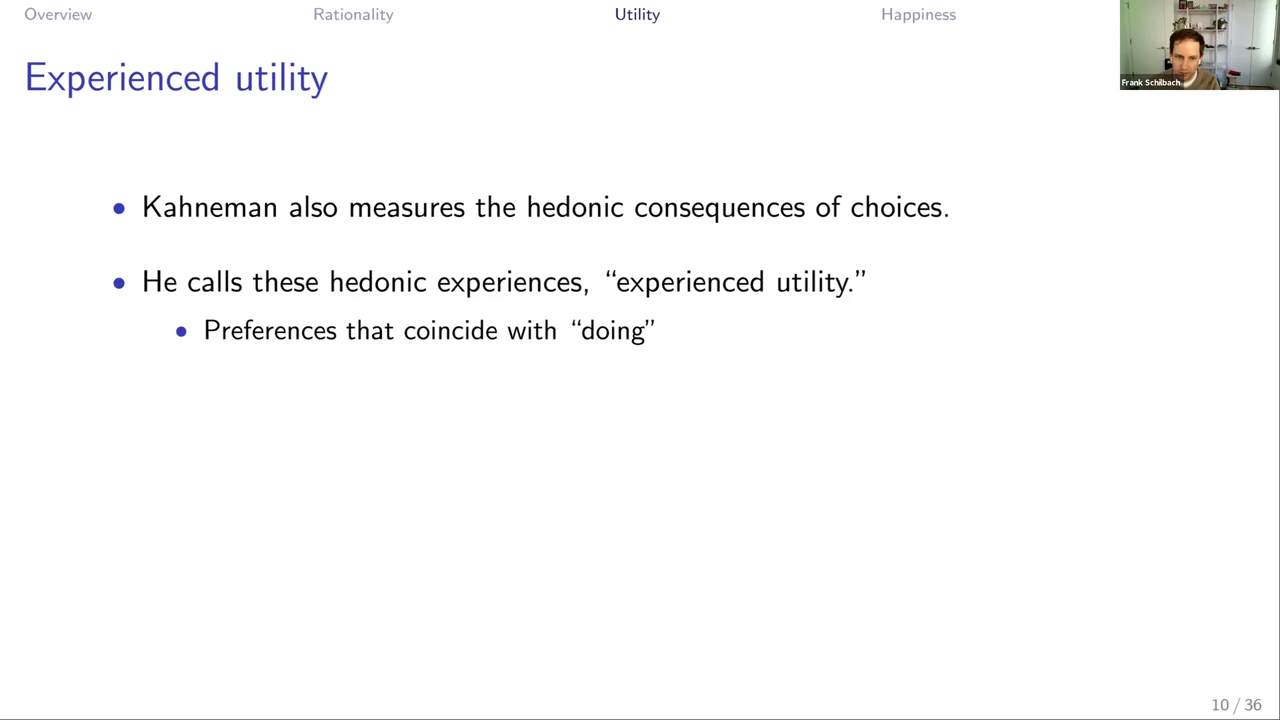 Overview Rationality Utility Happiness
Frank Schilbach
Experienced utility
• Kahneman also measures the hedonic consequences of choices.
• He calls these hedonic experiences, “experienced utility.”
• Preferences that coincide with “doing”
10 / 36